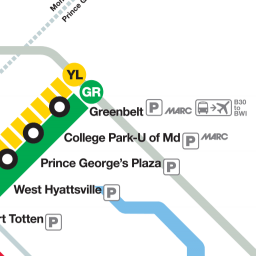 Prince G
YL
GR
Greenbelt P MARC B30 to BWI
College Park-U of Md P MARC
Prince George's Plaza P
West Hyattsville P
rt Totten P